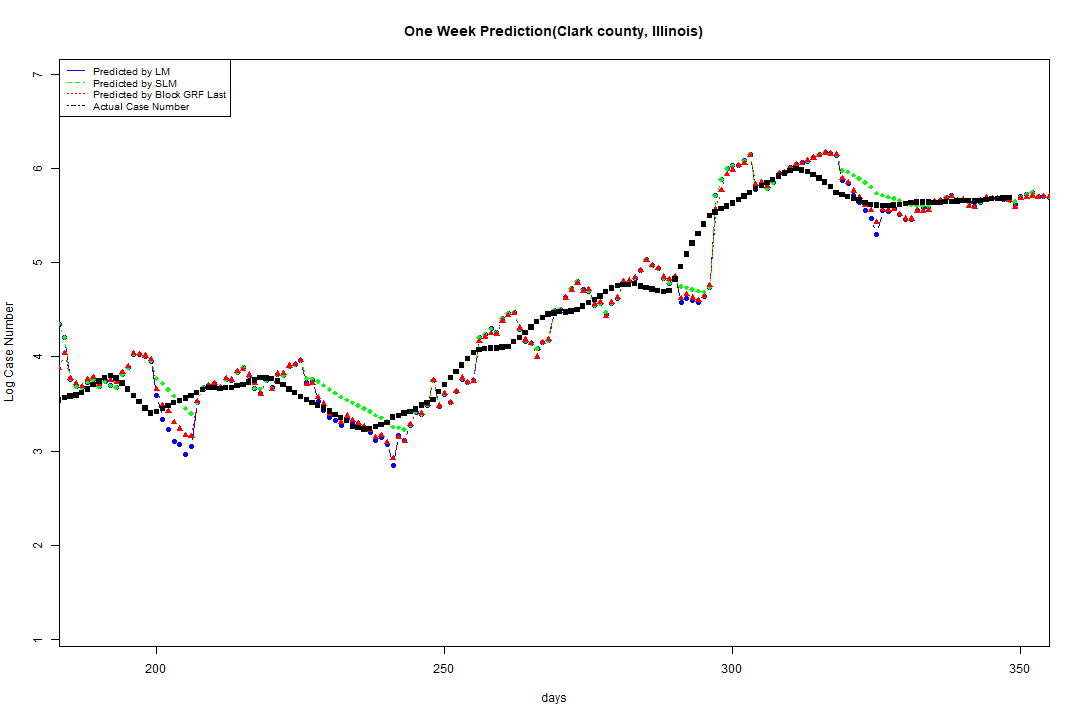 One Week Prediction(Clark county, Illinois)
Predicted by LM
Predicted by SLM
Predicted by Block GRF Last
Actual Case Number
7
6
5
4
3
2
1
Log Case Number
200
250
300
350
days